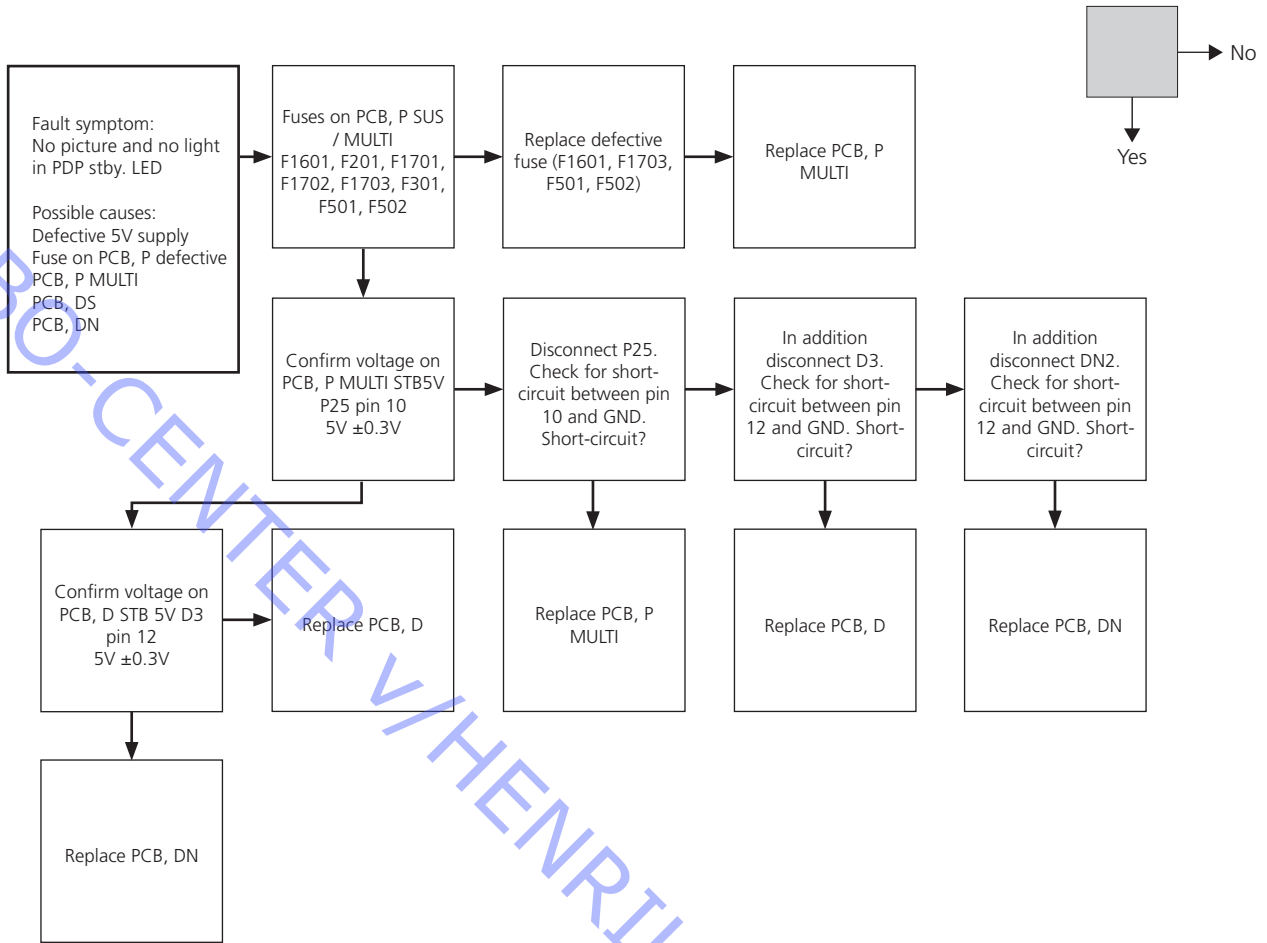 No
Yes
Fault symptom:
No picture and no light
in PDP stby. LED
Possible causes:
Defective 5V supply
Fuse on PCB, P defective
PCB, P MULTI
PCB, DS
PCB, DN
Fuses on PCB, P SUS
/ MULTI
F1601, F201, F1701,
F1702, F1703, F301,
F501, F502
Replace defective
fuse (F1601, F1703,
F501, F502)
Replace PCB, P
MULTI
Confirm voltage on
PCB, P MULTI STB5V
P25 pin 10
5V ±0.3V
Disconnect P25.
Check for short-
circuit between pin
10 and GND.
Short-circuit?
In addition
disconnect D3.
Check for short-
circuit between pin
12 and GND. Short-
circuit?
In addition
disconnect DN2.
Check for short-
circuit between pin
12 and GND. Short-
circuit?
Confirm voltage on
PCB, D STB 5V D3
pin 12
5V ±0.3V
Replace PCB, D
Replace PCB, P
MULTI
Replace PCB, D
Replace PCB, DN
Replace PCB, DN
BO-CENTER v/HENRI